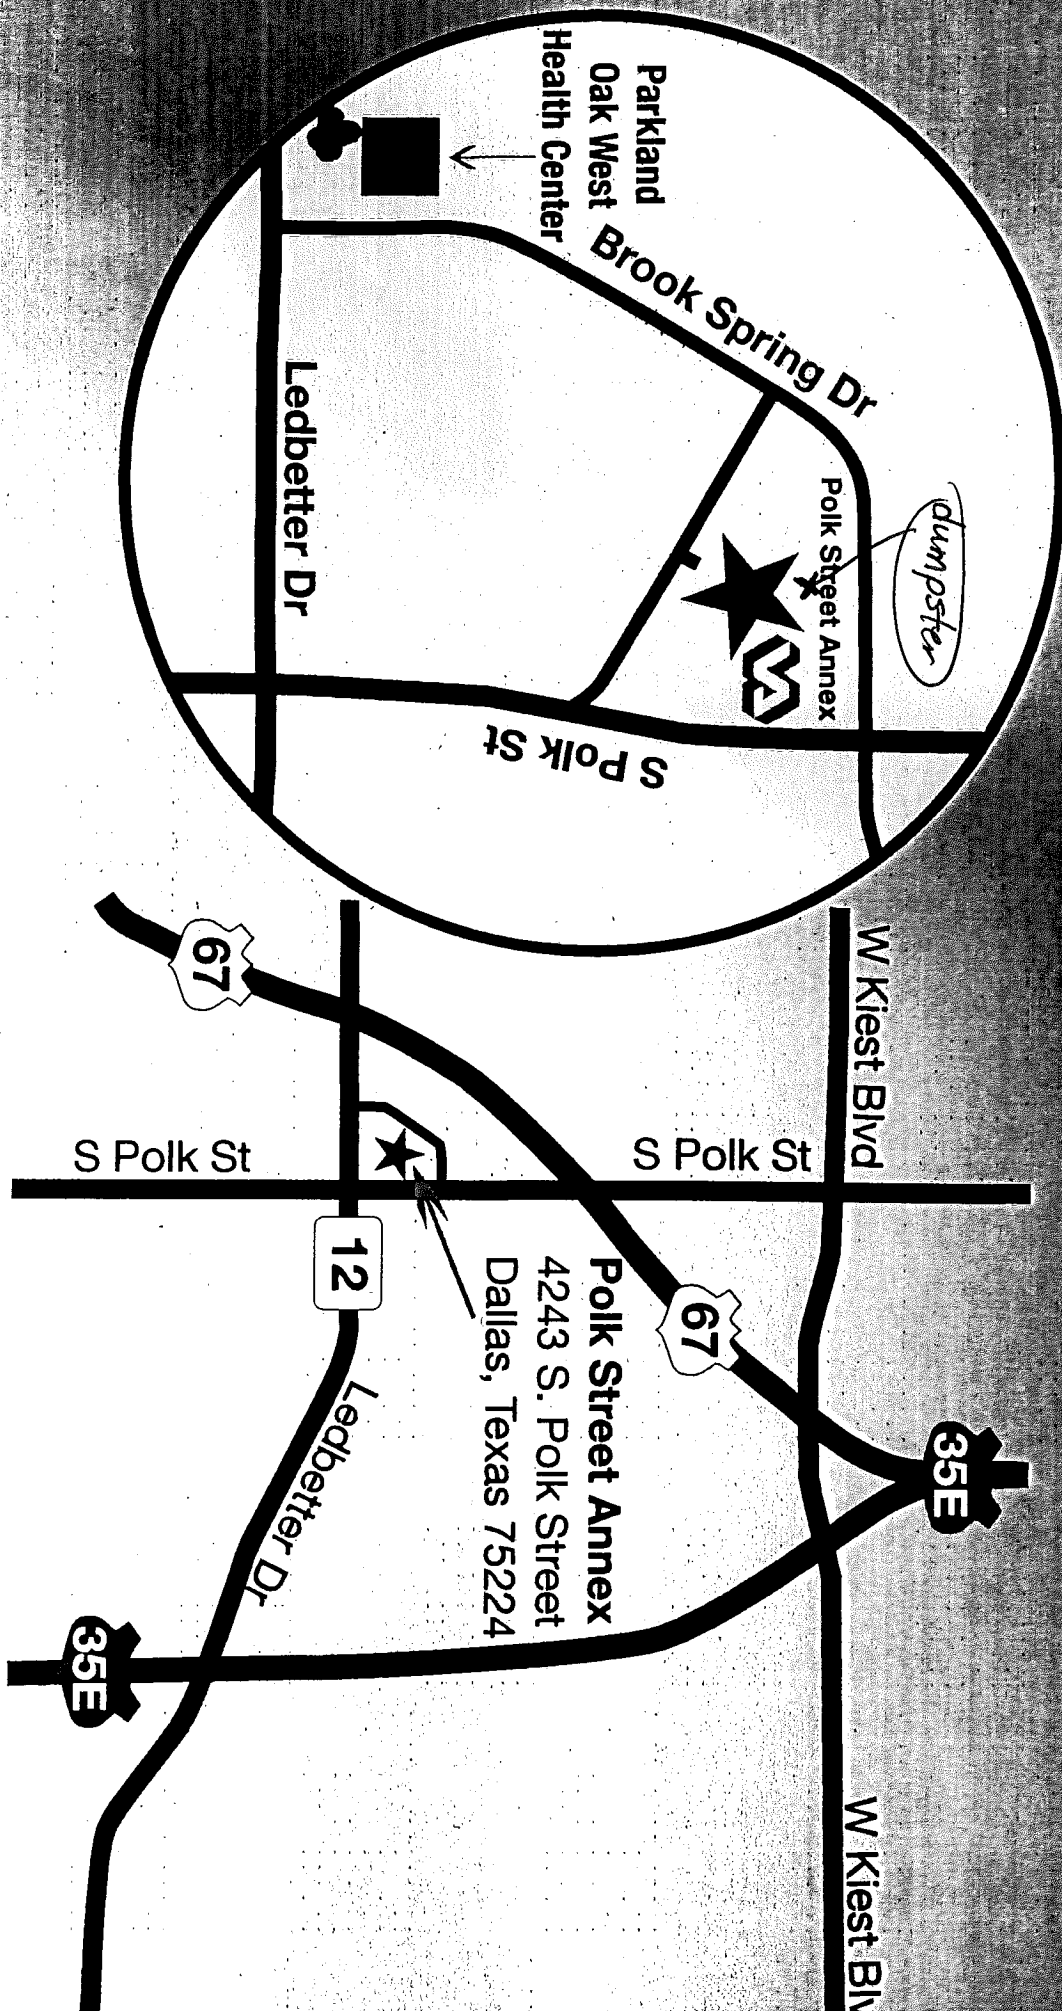 Parkland
Oak West
Health Center
Brook Spring Dr
dumpster
Polk Street Annex
VA
Ledbetter Dr
S Polk St
W Kiest Blvd
W Kiest Blv
67
S Polk St
S Polk St
12
Polk Street Annex
4243 S. Polk Street
Dallas, Texas 75224
67
35E
Ledbetter Dr
35E